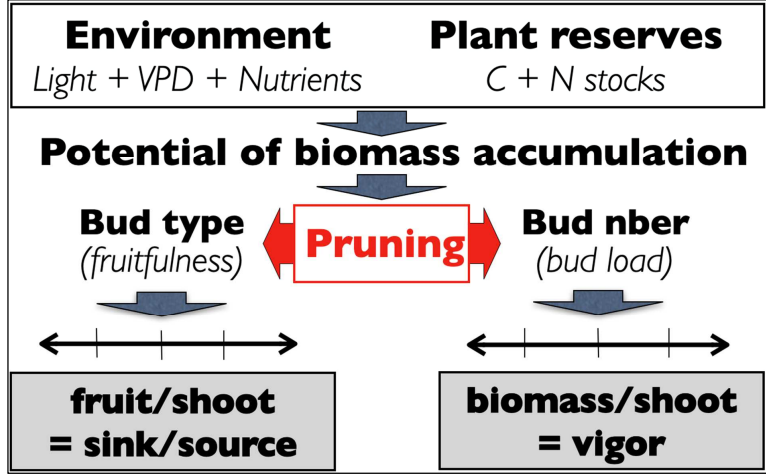 Environment
Light + VPD + Nutrients
Plant reserves
C + N stocks
Potential of biomass accumulation
Bud type
(fruitfulness)
Pruning
Bud nber
(bud load)
fruit/shoot
= sink/source
biomass/shoot
= vigor